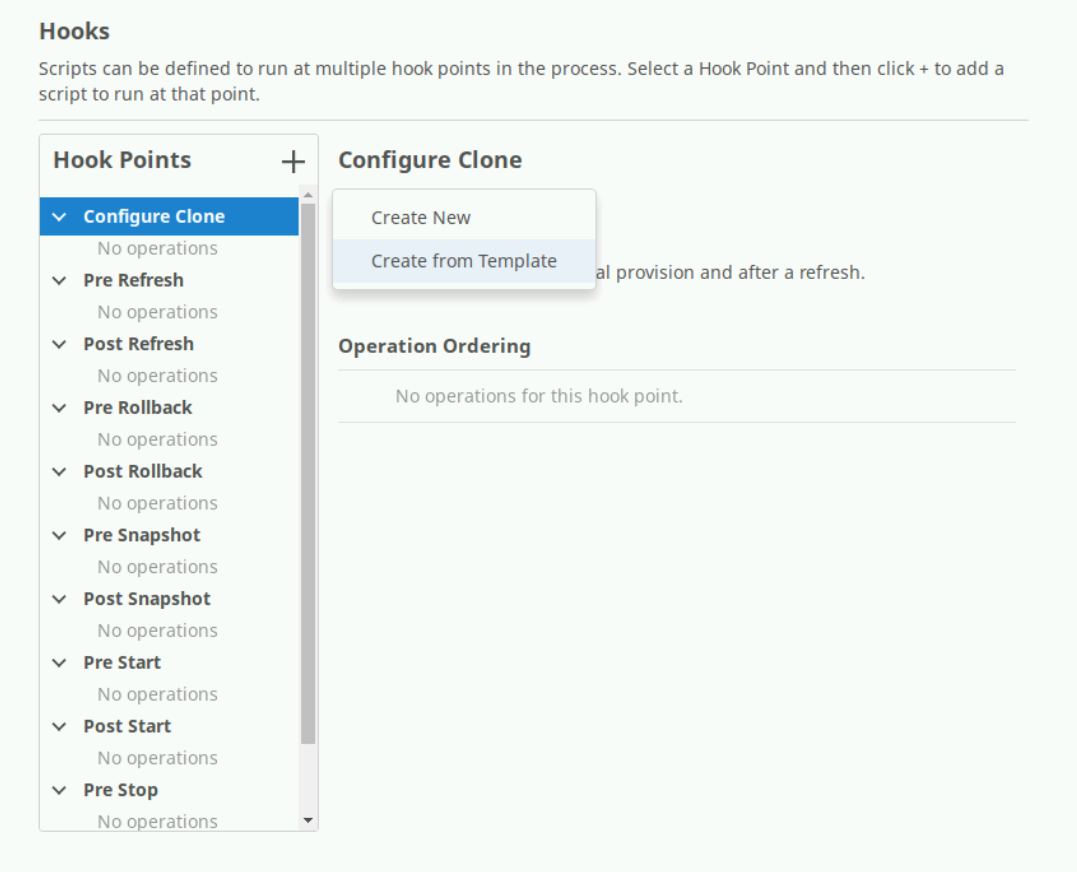 Hooks
Scripts can be defined to run at multiple hook points in the process. Select a Hook Point and then click + to add a
script to run at that point.
Hook Points
Configure Clone
No operations
Pre Refresh
No operations
Post Refresh
No operations
Pre Rollback
No operations
Post Rollback
No operations
Pre Snapshot
No operations
Post Snapshot
No operations
Pre Start
No operations
Post Start
No operations
Pre Stop
No operations
Configure Clone
Create New
Create from Template
provision and after a refresh.
Operation Ordering
No operations for this hook point.